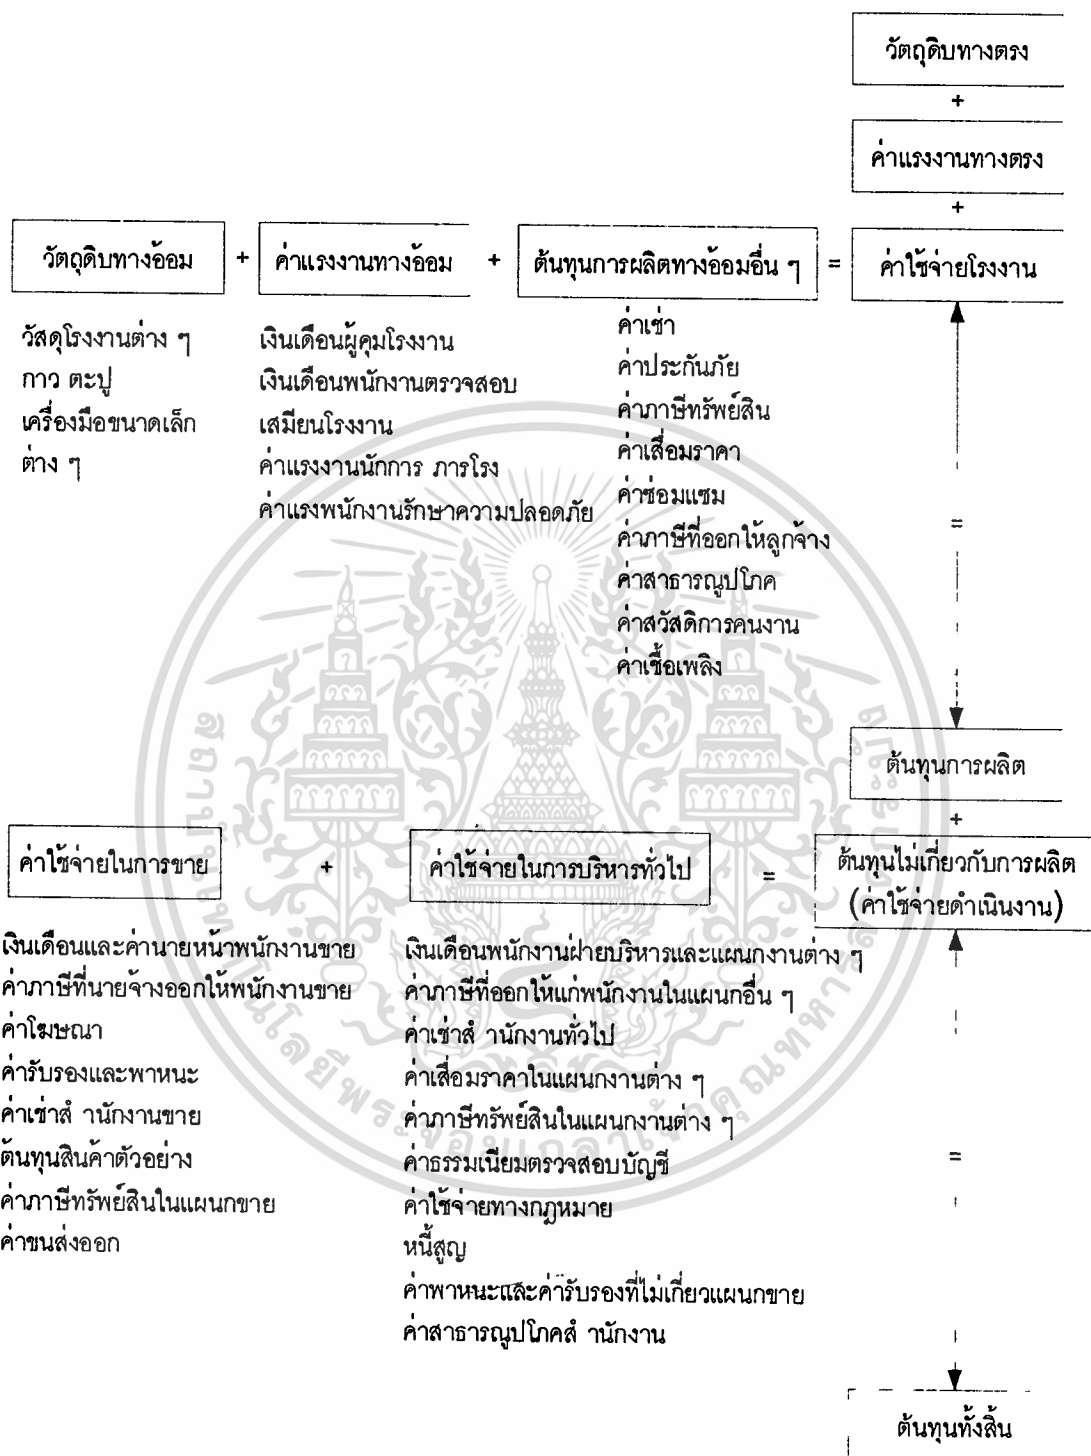 วัตถุดิบทางตรง
+
ค่าแรงงานทางตรง
+
วัตถุดิบทางอ้อม + ค่าแรงงานทางอ้อม + ต้นทุนการผลิตทางอ้อมอื่น ๆ = ค่าใช้จ่ายโรงงาน
วัสดุโรงงานต่าง ๆ
กาว ตะปู
เครื่องมือขนาดเล็ก
ต่าง ๆ
เงินเดือนผู้คุมโรงงาน
เงินเดือนพนักงานตรวจสอบ
เสมียนโรงงาน
ค่าแรงงานนักการ ภารโรง
ค่าแรงพนักงานรักษาความปลอดภัย
ค่าเช่า
ค่าประกันภัย
ค่าภาษีทรัพย์สิน
ค่าเสื่อมราคา
ค่าซ่อมแซม
ค่าภาษีที่ออกให้ลูกจ้าง
ค่าสาธารณูปโภค
ค่าสวัสดิการคนงาน
ค่าเชื้อเพลิง
=
ต้นทุนการผลิต
+
ค่าใช้จ่ายในการขาย + ค่าใช้จ่ายในการบริหารทั่วไป = ต้นทุนไม่เกี่ยวกับการผลิต
(ค่าใช้จ่ายดำเนินงาน)
เงินเดือนและค่านายหน้าพนักงานขาย
ค่าภาษีที่นายจ้างออกให้พนักงานขาย
ค่าโฆษณา
ค่ารับรองและพาหนะ
ค่าเช่าสำนักงานขาย
ต้นทุนสินค้าตัวอย่าง
ค่าภาษีทรัพย์สินในแผนกขาย
ค่าขนส่งออก
เงินเดือนพนักงานฝ่ายบริหารและแผนกงานต่าง ๆ
ค่าภาษีที่ออกให้แก่พนักงานในแผนกอื่น ๆ
ค่าเช่าสำนักงานทั่วไป
ค่าเสื่อมราคาในแผนกงานต่าง ๆ
ค่าภาษีทรัพย์สินในแผนกงานต่าง ๆ
ค่าธรรมเนียมตรวจสอบบัญชี
ค่าใช้จ่ายทางกฎหมาย
หนี้สูญ
ค่าพาหนะและค่ารับรองที่ไม่เกี่ยวแผนกขาย
ค่าสาธารณูปโภคสำนักงาน
=
ต้นทุนทั้งสิ้น